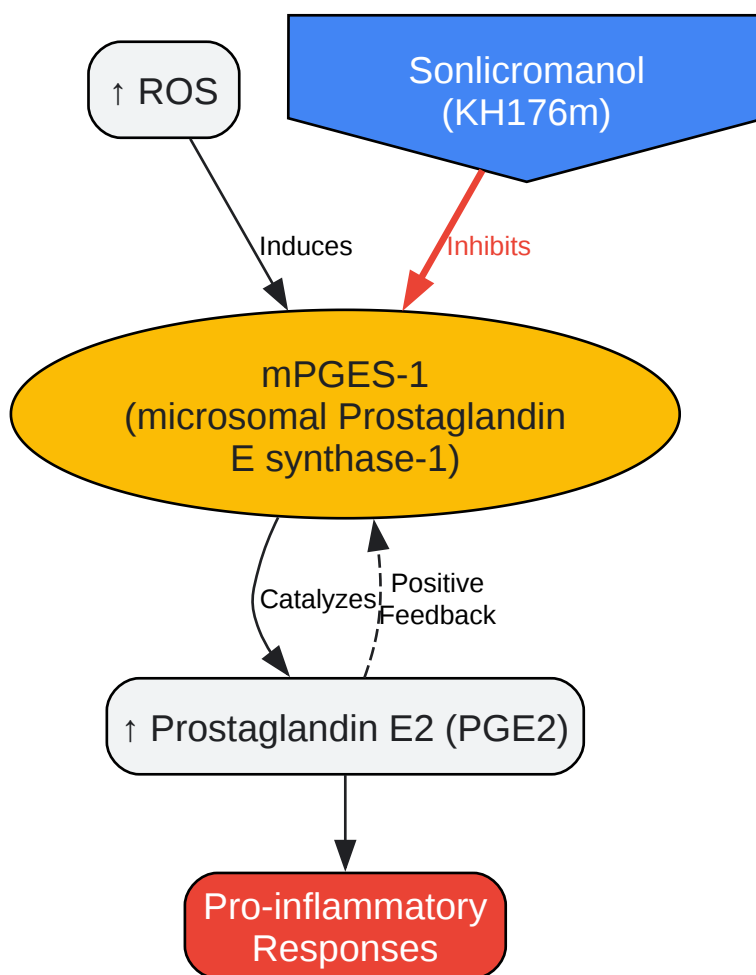 ↑ ROS
Sonlicromanol
(KH176m)
Induces
Inhibits
mPGES-1
(microsomal Prostaglandin
E synthase-1)
Catalyzes
Positive
Feedback
↑ Prostaglandin E2 (PGE2)
Pro-inflammatory
Responses